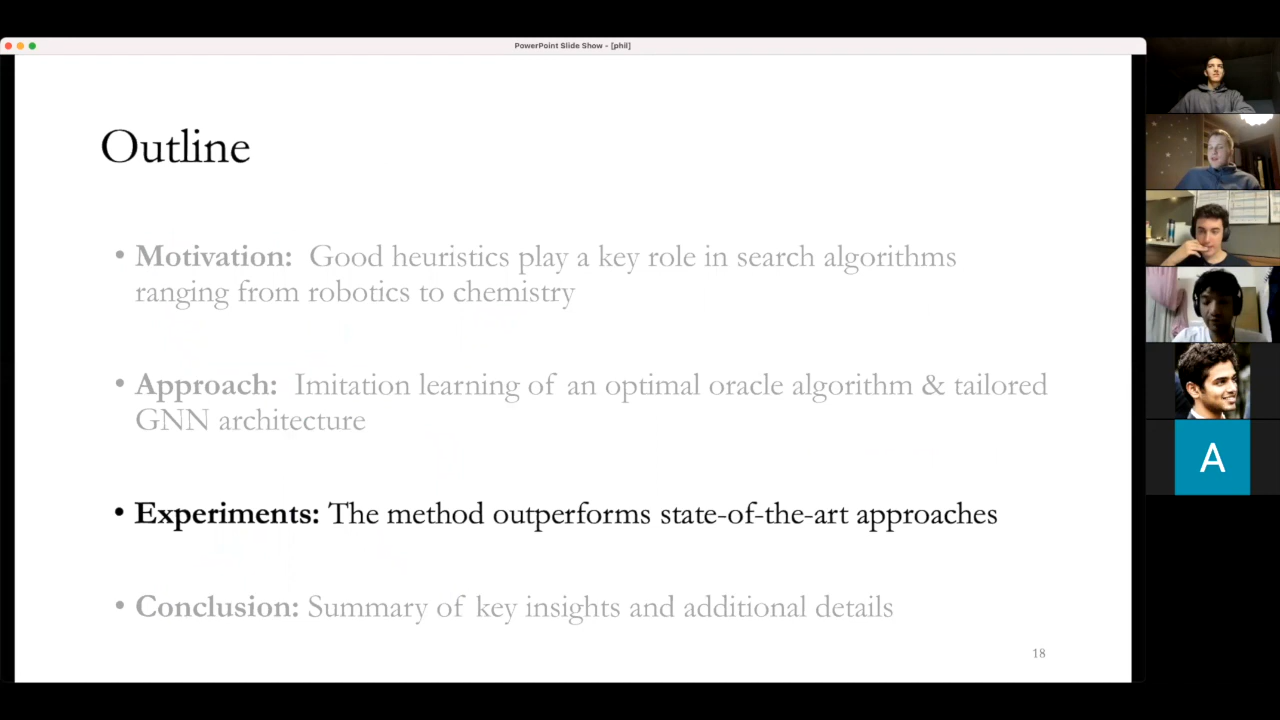 PowerPoint Slide Show - [phil]
Outline
• Motivation: Good heuristics play a key role in search algorithms
ranging from robotics to chemistry
• Approach: Imitation learning of an optimal oracle algorithm & tailored
GNN architecture
• Experiments: The method outperforms state-of-the-art approaches
• Conclusion: Summary of key insights and additional details
18
A